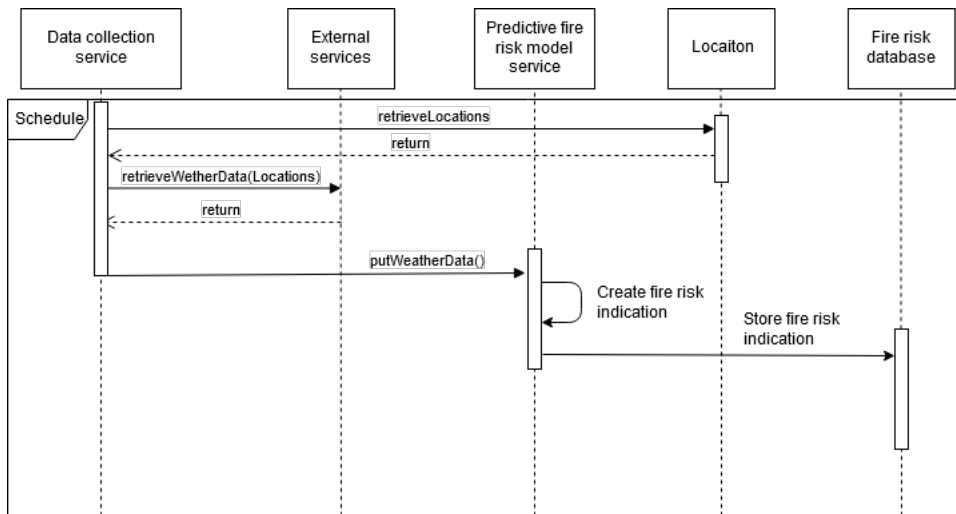 Data collection
service
External
services
Predictive fire
risk model
service
Locaiton
Fire risk
database
Schedule
retrieveLocations
return
retrieveWetherData(Locations)
return
putWeatherData()
Create fire risk
indication
Store fire risk
indication